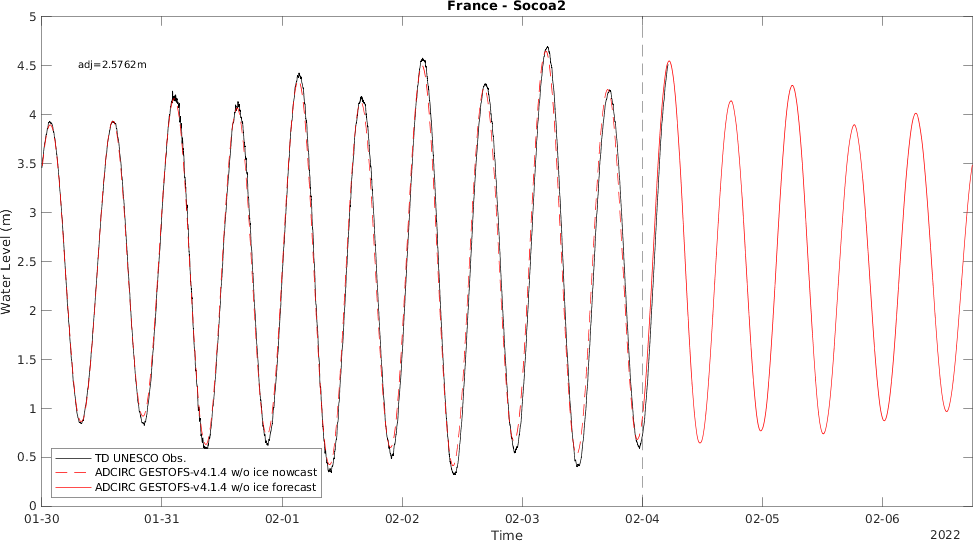 France - Socoa2
adj=2.5762m
Water Level (m)
5
4.5
4
3.5
3
2.5
2
1.5
1
0.5
0
TD UNESCO Obs.
ADCIRC GESTOFS-v4.1.4 w/o ice nowcast
ADCIRC GESTOFS-v4.1.4 w/o ice forecast
01-30 01-31 02-01 02-02 02-03 02-04 02-05 02-06
Time
2022